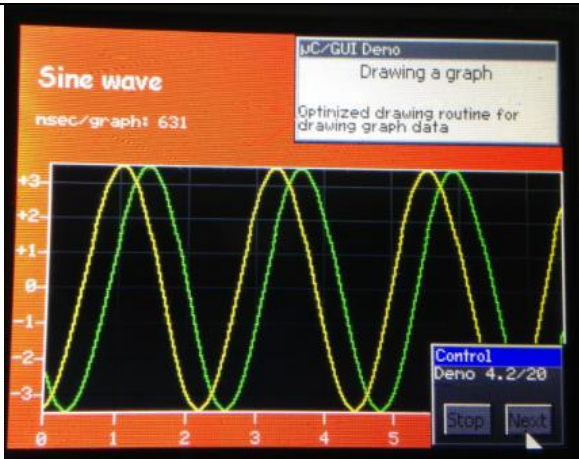 µC/GUI Demo
Drawing a graph
Optimized drawing routine for
drawing graph data
Sine wave
msec/graph: 631
+3
+2
+1
0
-1
-2
-3
0 1 2 3 4 5
Control
Demo 4.2/20
Stop Next